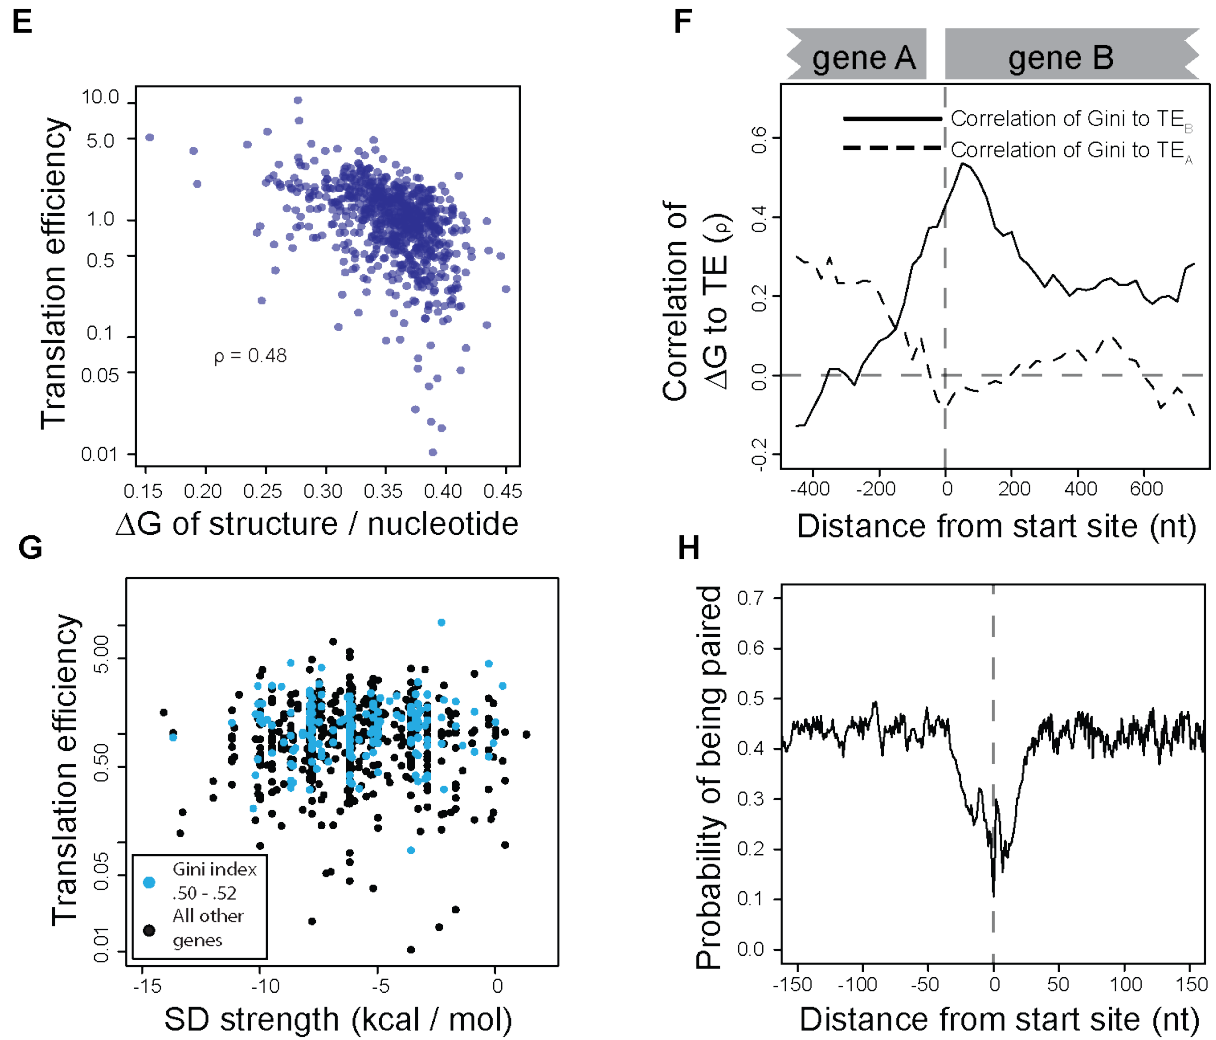 E
Translation efficiency
10.0
5.0
1.0
0.5
0.1
0.05
0.01
ρ = 0.48
0.15 0.20 0.25 0.30 0.35 0.40 0.45
ΔG of structure / nucleotide
F
gene A gene B
Correlation of Gini to TEB
Correlation of Gini to TEA
Correlation of
ΔG to TE (ρ)
0.6
0.4
0.2
0.0
-0.2
-400 -200 0 200 400 600
Distance from start site (nt)
G
Translation efficiency
5.00
0.50
0.05
0.01
Gini index
.50 - .52
All other
genes
-15 -10 -5 0
SD strength (kcal / mol)
H
Probability of being paired
0.7
0.6
0.5
0.4
0.3
0.2
0.1
0.0
-150 -100 -50 0 50 100 150
Distance from start site (nt)